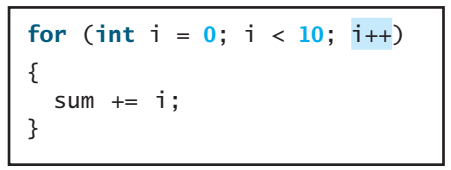 for (int i = 0; i < 10; i++)
{
  sum += i;
}